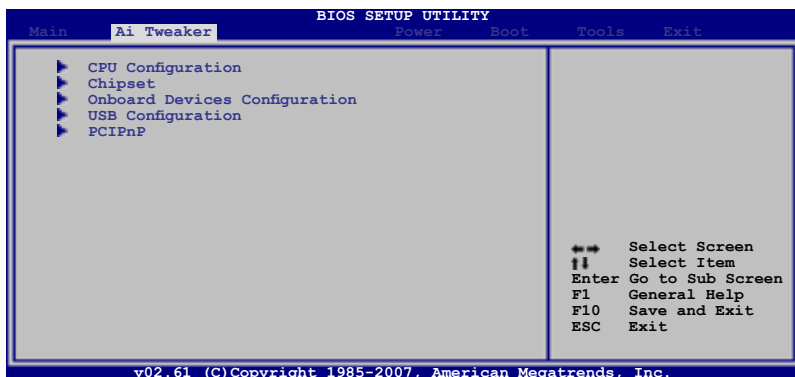 BIOS SETUP UTILITY
Main Ai Tweaker Power Boot Tools Exit
CPU Configuration
Chipset
Onboard Devices Configuration
USB Configuration
PCIPnP
Select Screen
Select Item
Enter Go to Sub Screen
F1 General Help
F10 Save and Exit
ESC Exit
v02.61 (C)Copyright 1985-2007, American Megatrends, Inc.